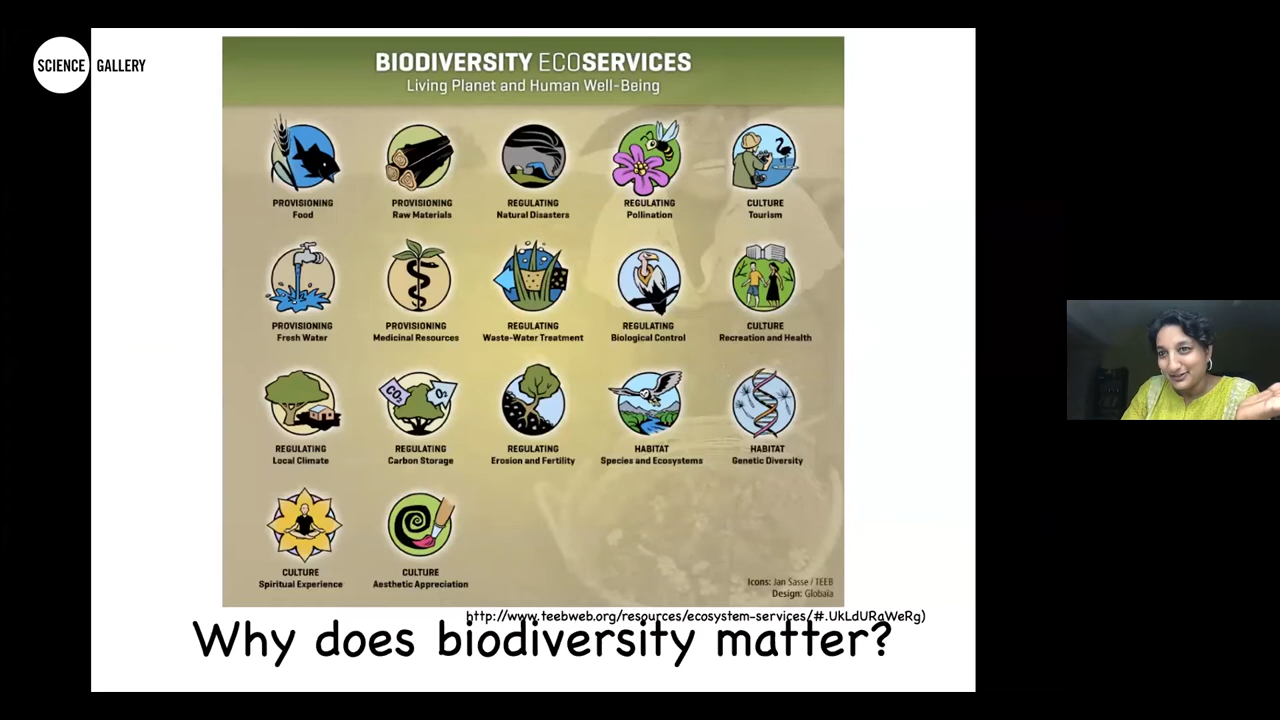 SCIENCE GALLERY
BIODIVERSITY ECOSERVICES
Living Planet and Human Well-Being
PROVISIONING
Food
PROVISIONING
Raw Materials
REGULATING
Natural Disasters
REGULATING
Pollination
CULTURE
Tourism
PROVISIONING
Fresh Water
PROVISIONING
Medicinal Resources
REGULATING
Waste-Water Treatment
REGULATING
Biological Control
CULTURE
Recreation and Health
REGULATING
Local Climate
CO₂
O₂
REGULATING
Carbon Storage
REGULATING
Erosion and Fertility
HABITAT
Species and Ecosystems
HABITAT
Genetic Diversity
CULTURE
Spiritual Experience
CULTURE
Aesthetic Appreciation
Icons: Jan Sasse / TEEB
Design: Globaïa
http://www.teebweb.org/resources/ecosystem-services/#.UkLdURaWeRg)
Why does biodiversity matter?